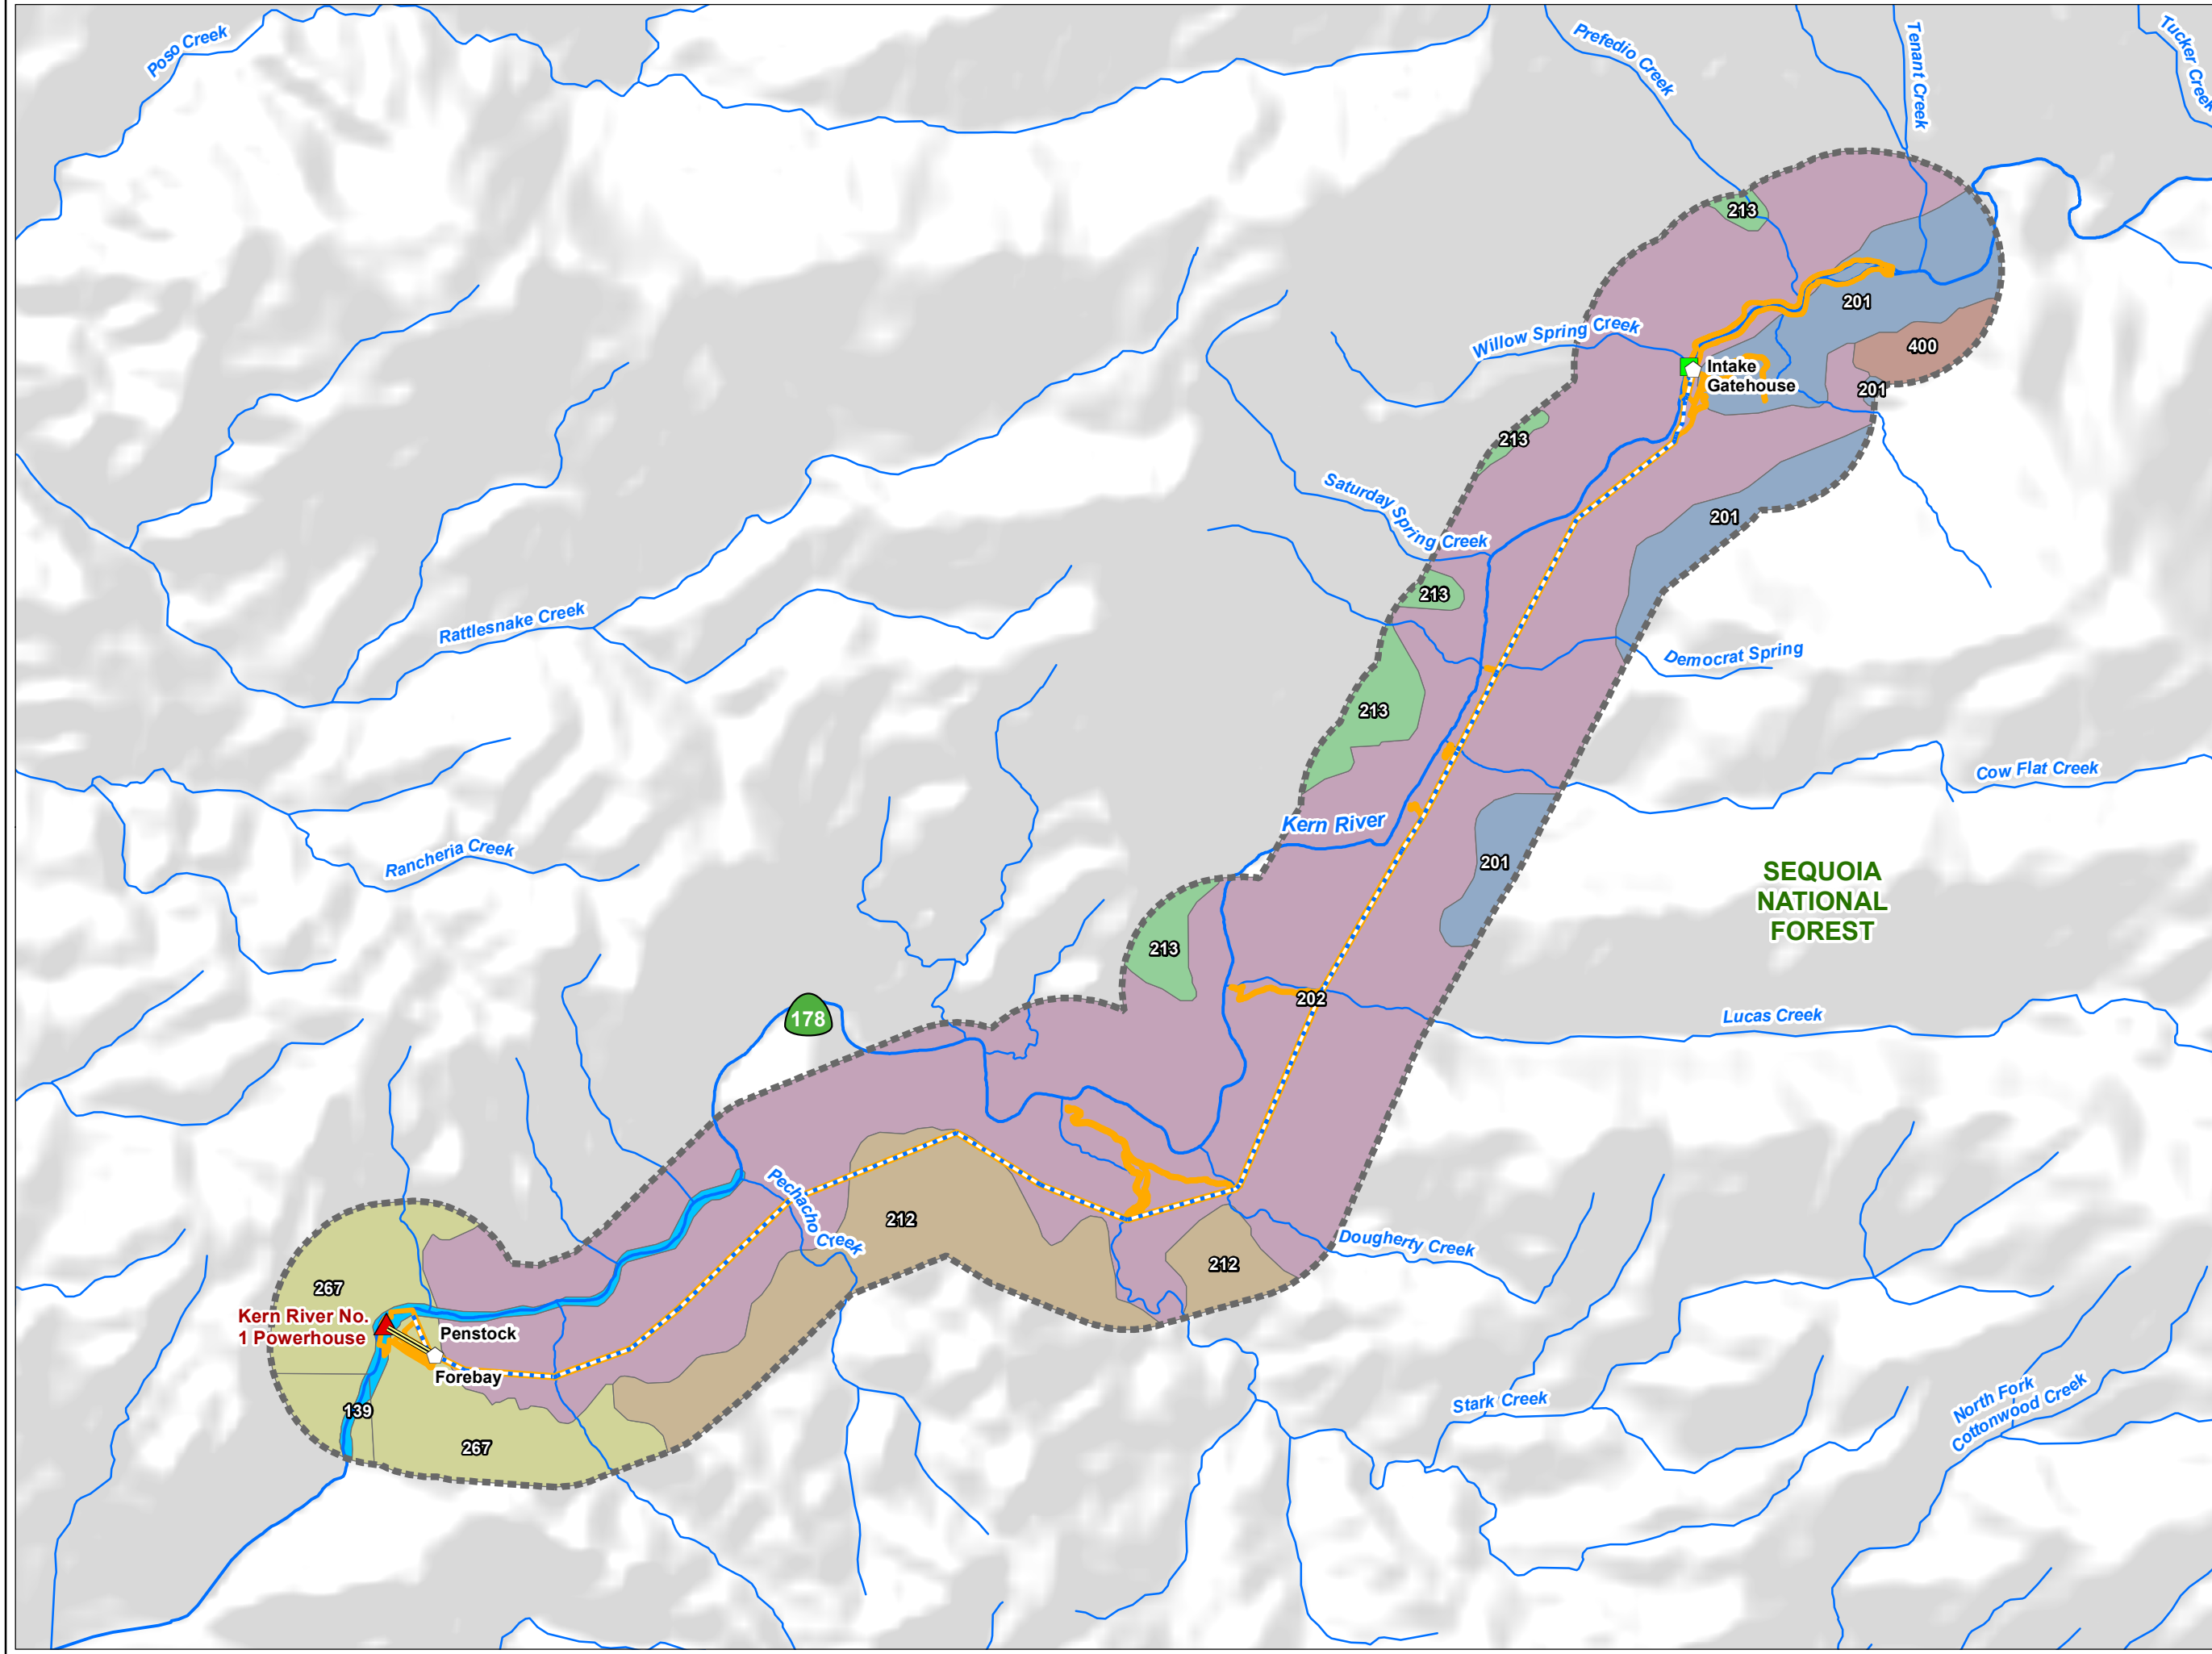 Poso Creek
Prefedio Creek
Tenant Creek
Tucker Creek
213
201
Willow Spring Creek
400
Intake
Gatehouse
201
213
Saturday Spring Creek
201
213
Rattlesnake Creek
Democrat Spring
213
Cow Flat Creek
Kern River
Rancheria Creek
201
SEQUOIA
NATIONAL
FOREST
213
202
178
Lucas Creek
Pechacho Creek
212
Dougherty Creek
212
267
Kern River No.
1 Powerhouse
Penstock
Forebay
139
Stark Creek
North Fork
Cottonwood Creek
267